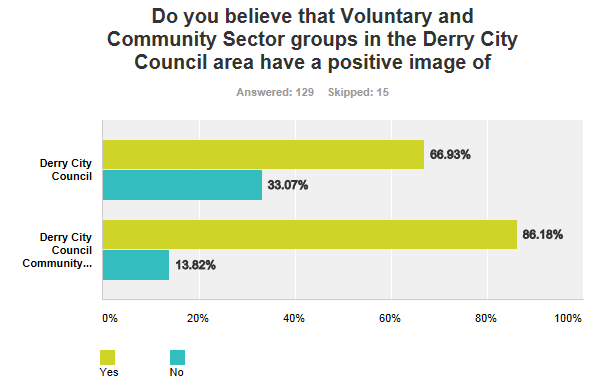 Do you believe that Voluntary and
Community Sector groups in the Derry City
Council area have a positive image of
Answered: 129 Skipped: 15
Derry City
Council
66.93%
33.07%
Derry City
Council
Community...
86.18%
13.82%
0% 20% 40% 60% 80% 100%
Yes No